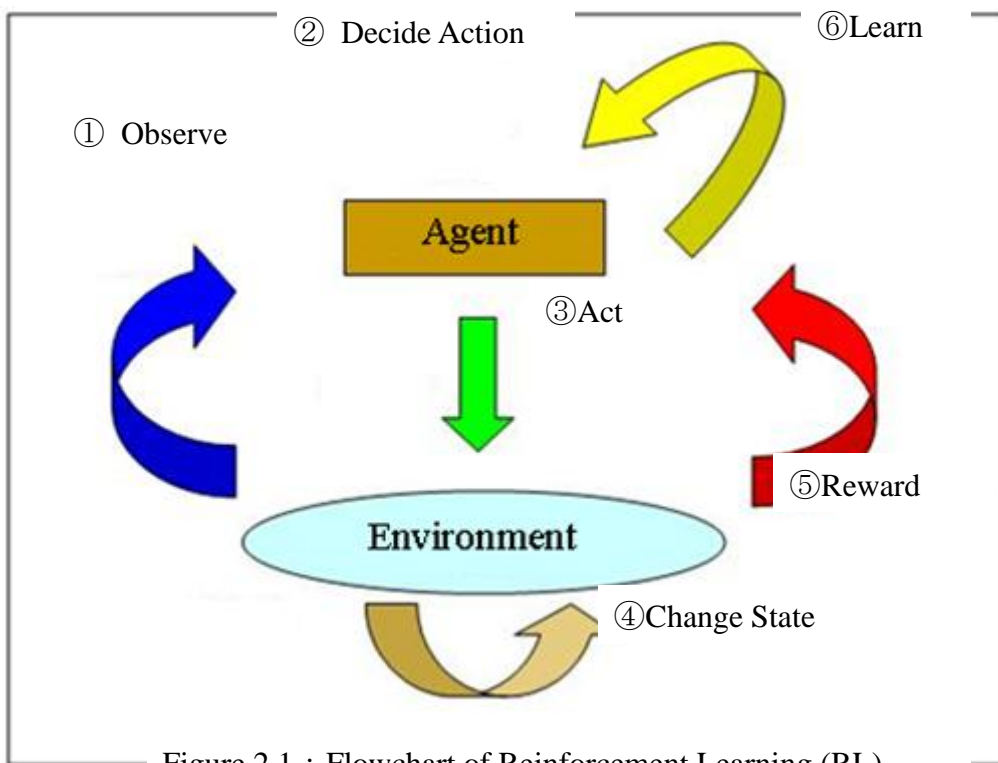 ② Decide Action
⑥Learn
① Observe
Agent
③Act
⑤Reward
Environment
④Change State
Figure 2.1 : Flowchart of Reinforcement Learning (RL)